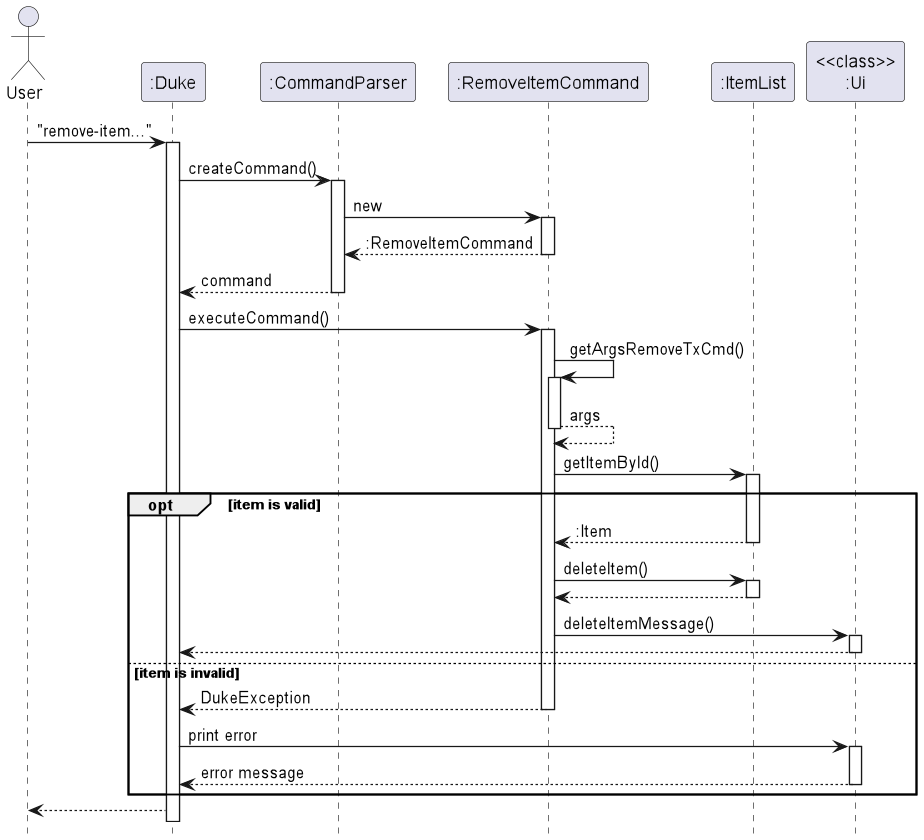 User
:Duke
:CommandParser
:RemoveItemCommand
:ItemList
<<class>>
:Ui
"remove-item..."
createCommand()
new
:RemoveItemCommand
command
executeCommand()
getArgsRemoveTxCmd()
args
getItemById()
opt
[item is valid]
:Item
deleteItem()
deleteItemMessage()
[item is invalid]
DukeException
print error
error message